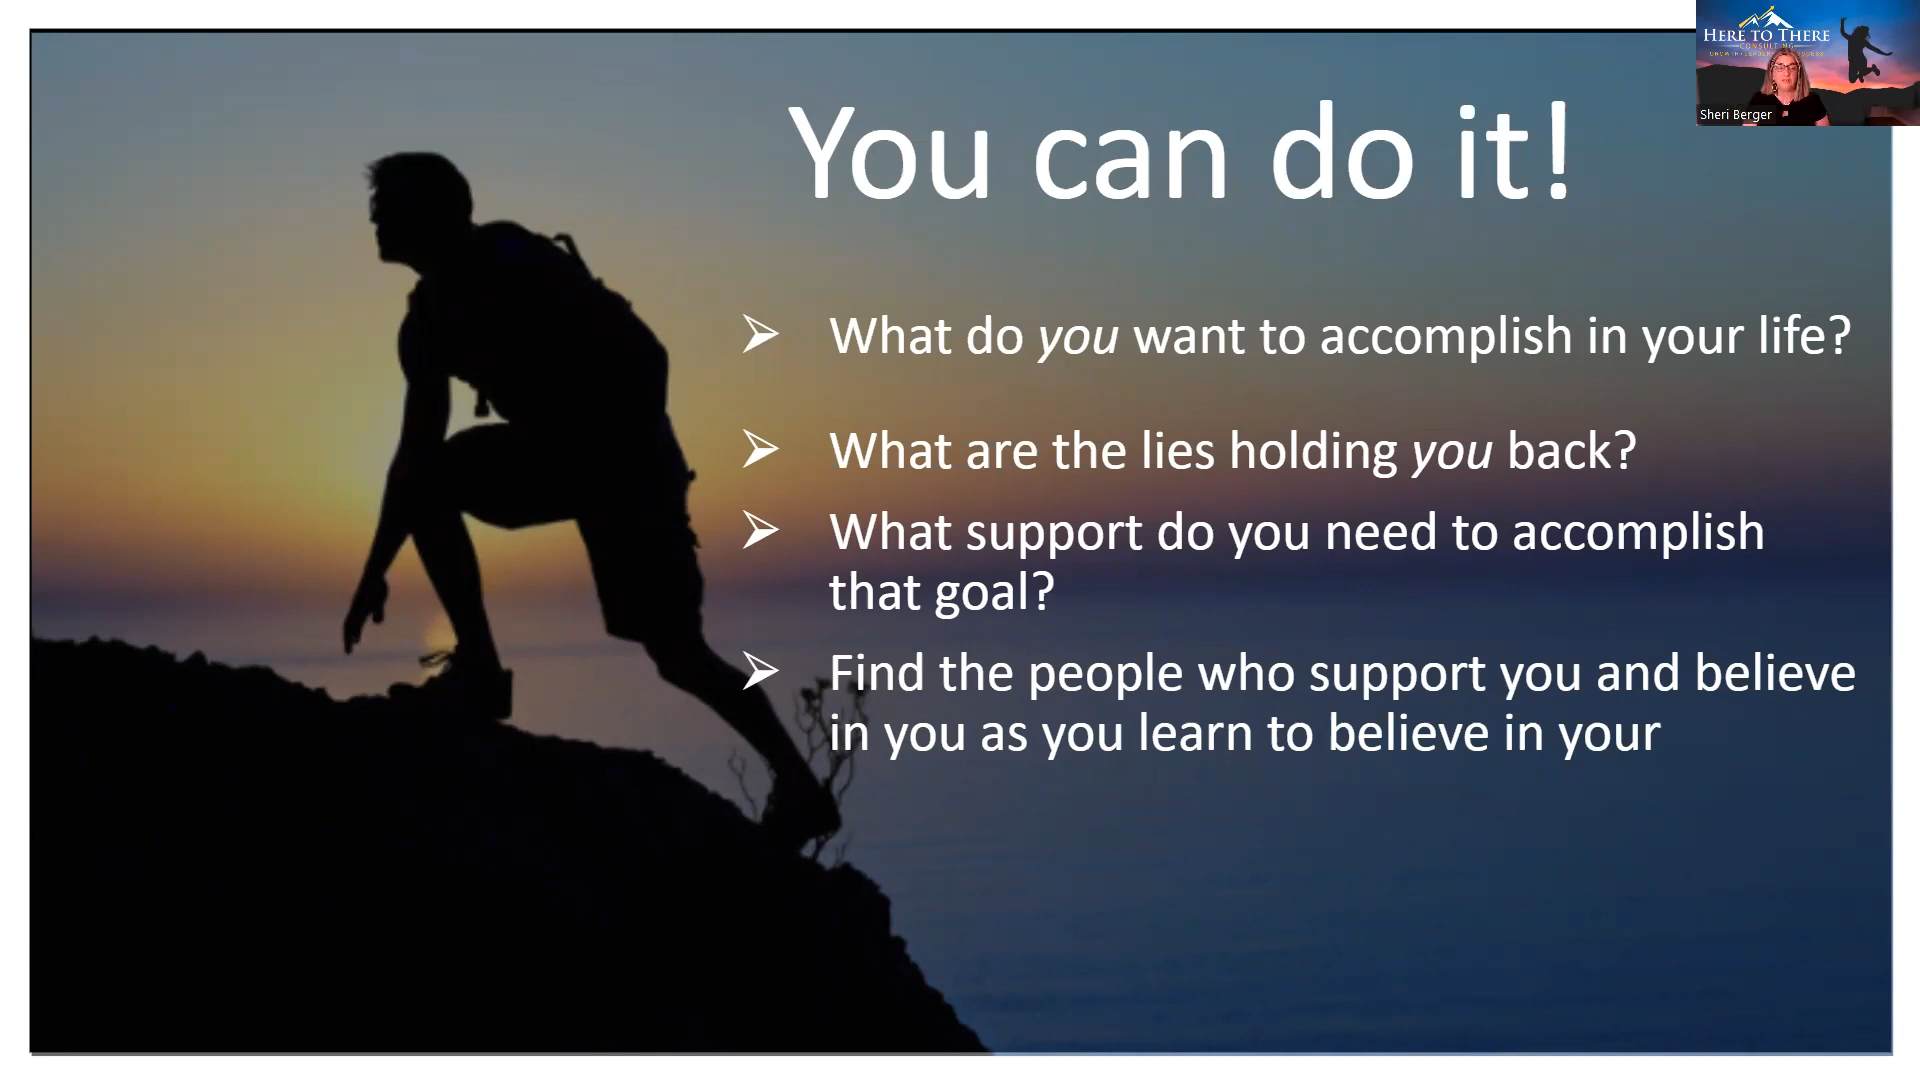 HERE TO THERE
CONSULTING
Sheri Berger
You can do it!
➢ What do you want to accomplish in your life?
➢ What are the lies holding you back?
➢ What support do you need to accomplish
that goal?
➢ Find the people who support you and believe
in you as you learn to believe in your